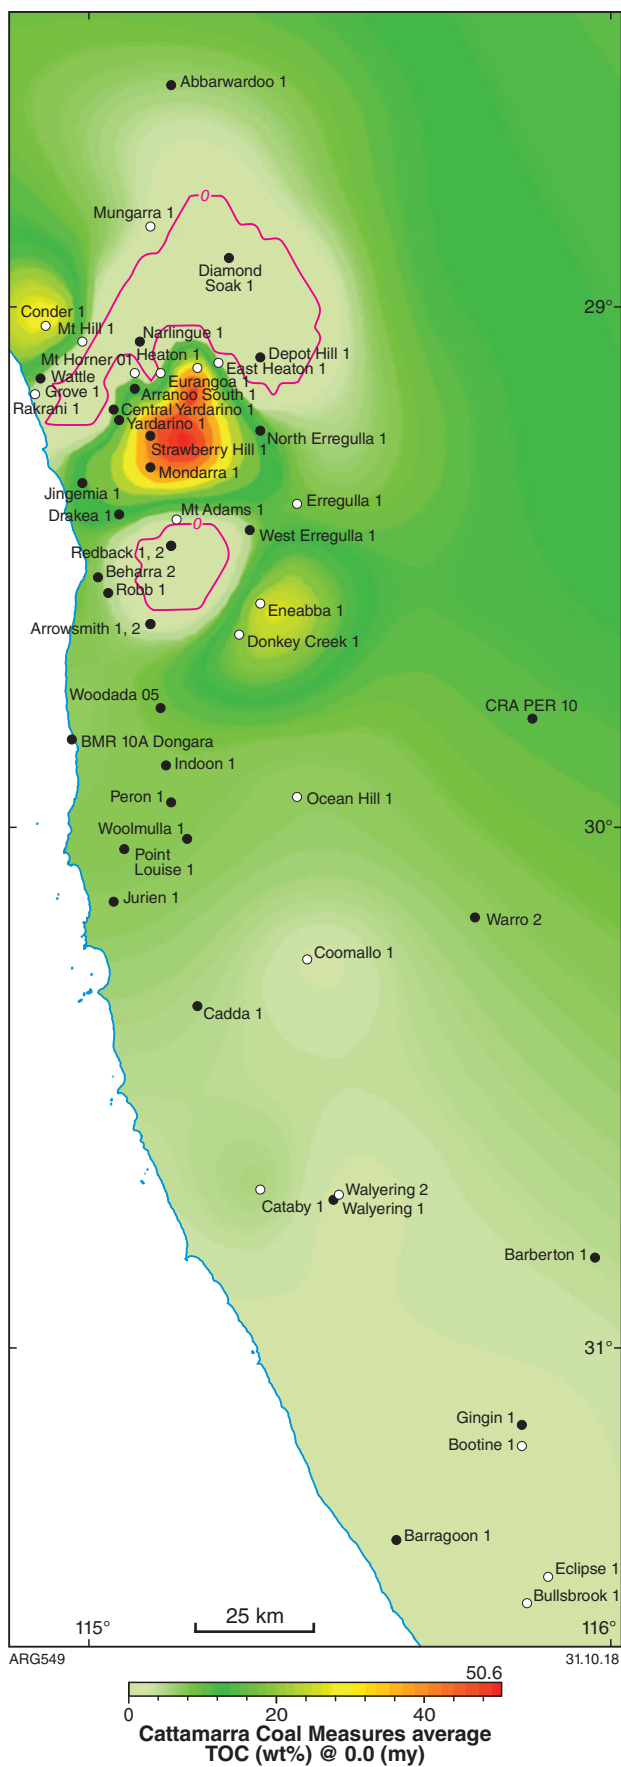 Abbarwardoo 1
0
Mungarra 1
Diamond
Soak 1
29°
Conder 1
Mt Hill 1
Narlingue 1
Mt Horner 01
Heaton 1
Depot Hill 1
East Heaton 1
Wattle
Grove 1
Eurangoa 1
Arranoo South 1
Rakrani 1
Central Yardarino 1
Yardarino 1
North Erregulla 1
Strawberry Hill 1
Mondarra 1
Jingemia 1
Erregulla 1
Drakea 1
Mt Adams 1
0
West Erregulla 1
Redback 1, 2
Beharra 2
Robb 1
Eneabba 1
Arrowsmith 1, 2
Donkey Creek 1
Woodada 05
CRA PER 10
BMR 10A Dongara
Indoon 1
Peron 1
Ocean Hill 1
Woolmulla 1
30°
Point
Louise 1
Jurien 1
Warro 2
Coomallo 1
Cadda 1
Walyering 2
Cataby 1
Walyering 1
Barberton 1
31°
Gingin 1
Bootine 1
Barragoon 1
Eclipse 1
Bullsbrook 1
25 km
115°
116°
ARG549
31.10.18
50.6
0
20
40
Cattamarra Coal Measures average
TOC (wt%) @ 0.0 (my)